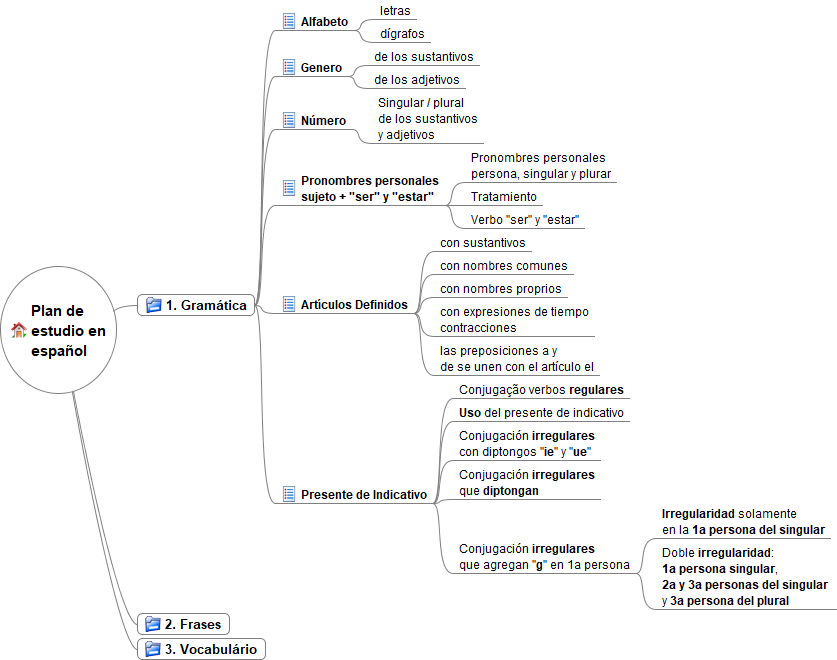 Plan de
estudio en
español
1. Gramática
Alfabeto
letras
dígrafos
Genero
de los sustantivos
de los adjetivos
Número
Singular / plural
de los sustantivos
y adjetivos
Pronombres personales
sujeto + "ser" y "estar"
Pronombres personales
persona, singular y plurar
Tratamiento
Verbo "ser" y "estar"
Artículos Definidos
con sustantivos
con nombres comunes
con nombres proprios
con expresiones de tiempo
contracciones
las preposiciones a y
de se unen con el artículo el
Presente de Indicativo
Conjugação verbos regulares
Uso del presente de indicativo
Conjugación irregulares
con diptongos "ie" y "ue"
Conjugación irregulares
que diptongan
Conjugación irregulares
que agregan "g" en 1a persona
Irregularidad solamente
en la 1a persona del singular
Doble irregularidad:
1a persona singular,
2a y 3a personas del singular
y 3a persona del plural
2. Frases
3. Vocabulário